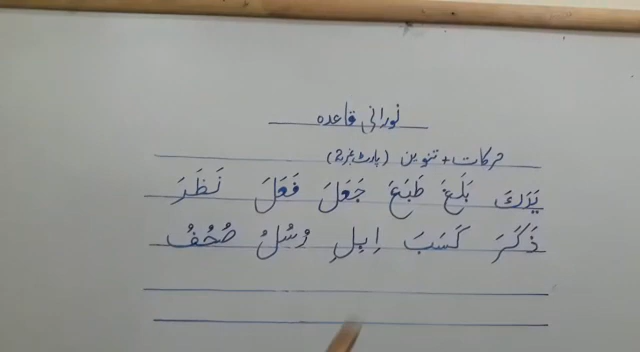 نورانی قاعدہ
حرکات + تنوین (پارٹ نمبر 2)
يَدَكَ بَلَغَ طَبَعَ جَعَلَ فَعَلَ نَظَرَ
ذَكَرَ كَسَبَ اِبِلِ رُسُلُ صُحُفُ